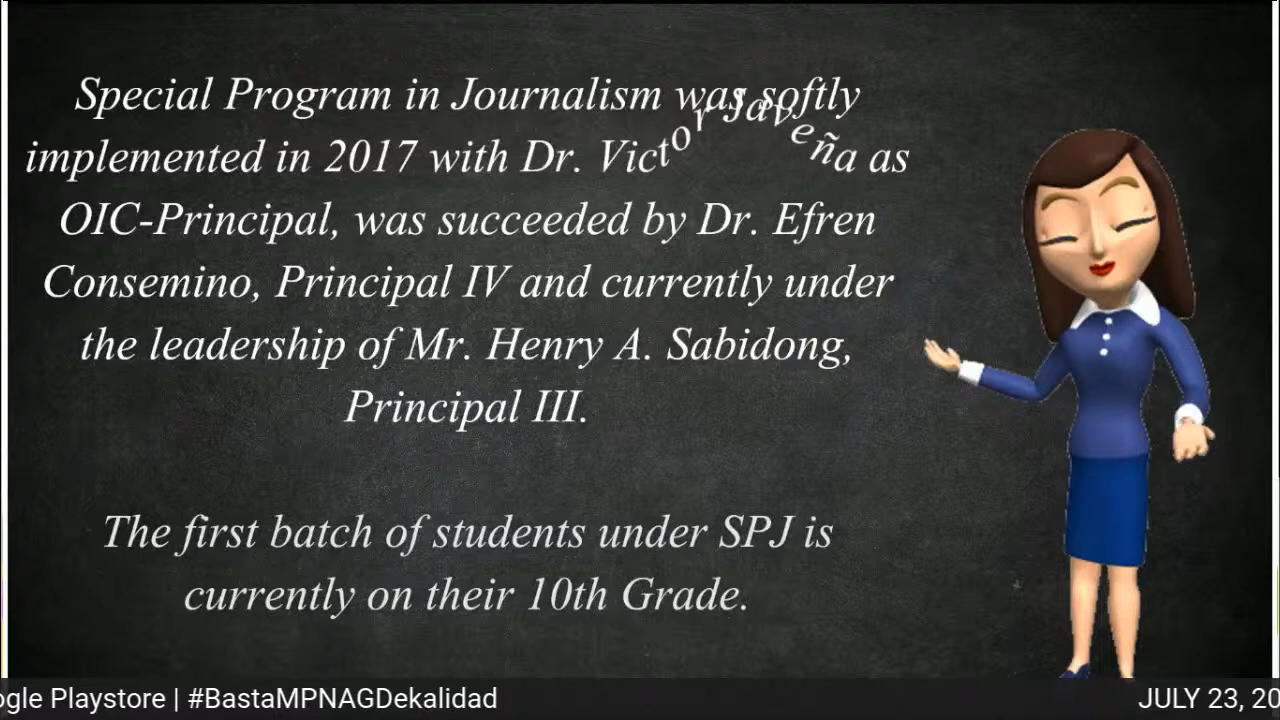 Special Program in Journalism was softly
implemented in 2017 with Dr. Victor Javeña as
OIC-Principal, was succeeded by Dr. Efren
Consemino, Principal IV and currently under
the leadership of Mr. Henry A. Sabidong,
Principal III.
The first batch of students under SPJ is
currently on their 10th Grade.
ogle Playstore | #BastaMPNAGDekalidad
JULY 23, 20